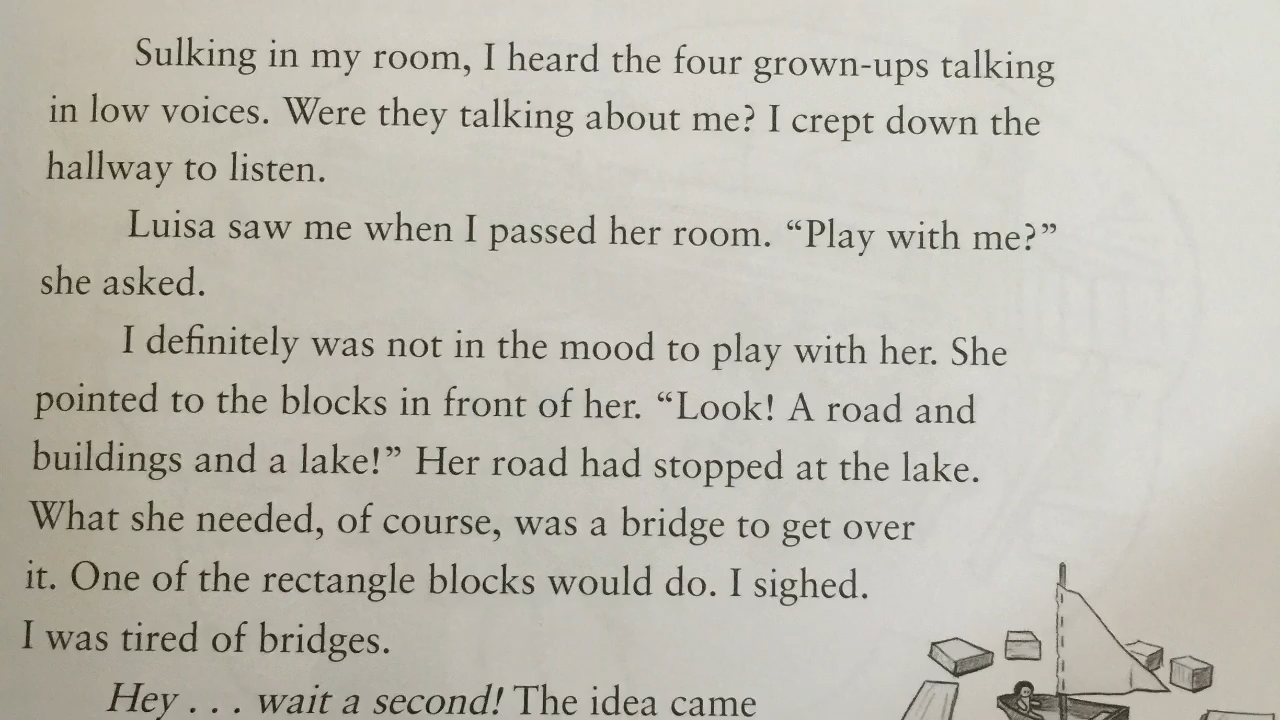 Sulking in my room, I heard the four grown-ups talking
in low voices. Were they talking about me? I crept down the
hallway to listen.
Luisa saw me when I passed her room. “Play with me?”
she asked.
I definitely was not in the mood to play with her. She
pointed to the blocks in front of her. “Look! A road and
buildings and a lake!” Her road had stopped at the lake.
What she needed, of course, was a bridge to get over
it. One of the rectangle blocks would do. I sighed.
I was tired of bridges.
Hey . . . wait a second! The idea came